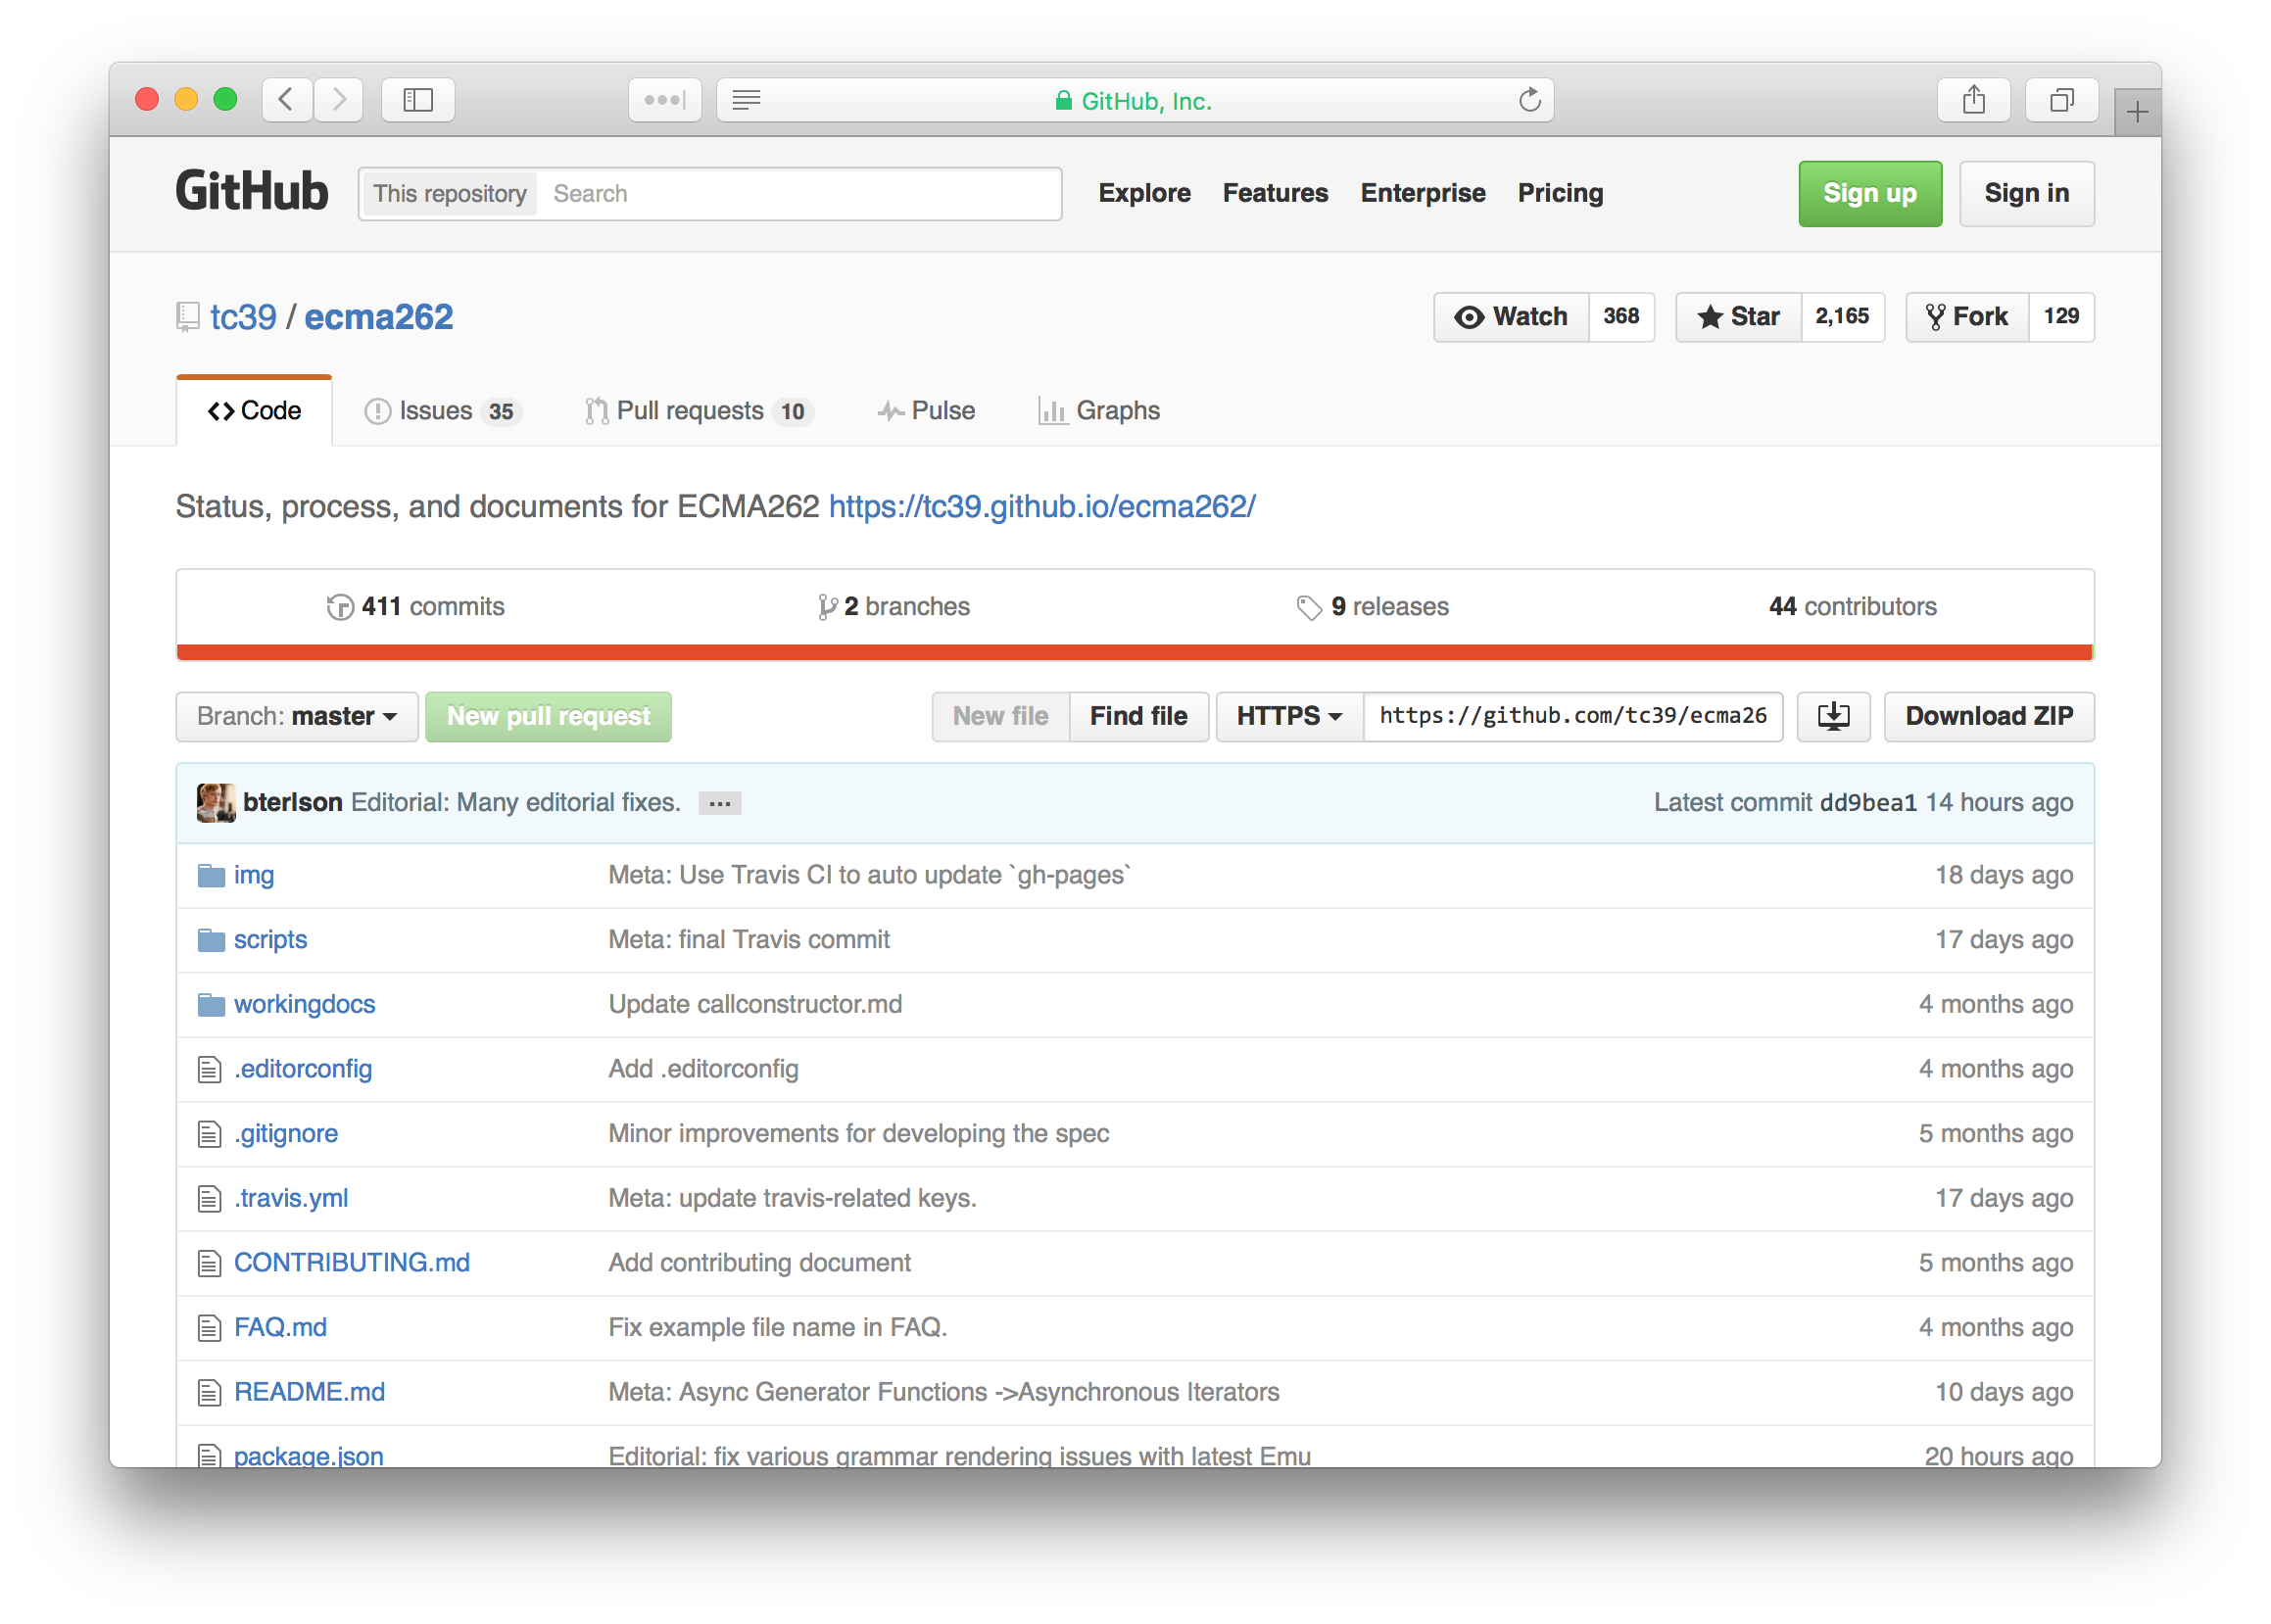 GitHub, Inc.
GitHub This repository Search Explore Features Enterprise Pricing Sign up Sign in
tc39 / ecma262 Watch 368 Star 2,165 Fork 129
Code Issues 35 Pull requests 10 Pulse Graphs
Status, process, and documents for ECMA262 https://tc39.github.io/ecma262/
411 commits 2 branches 9 releases 44 contributors
Branch: master New pull request New file Find file HTTPS https://github.com/tc39/ecma26 Download ZIP
bterlson Editorial: Many editorial fixes. ... Latest commit dd9bea1 14 hours ago
img Meta: Use Travis CI to auto update `gh-pages` 18 days ago
scripts Meta: final Travis commit 17 days ago
workingdocs Update callconstructor.md 4 months ago
.editorconfig Add .editorconfig 4 months ago
.gitignore Minor improvements for developing the spec 5 months ago
.travis.yml Meta: update travis-related keys. 17 days ago
CONTRIBUTING.md Add contributing document 5 months ago
FAQ.md Fix example file name in FAQ. 4 months ago
README.md Meta: Async Generator Functions ->Asynchronous Iterators 10 days ago
package.json Editorial: fix various grammar rendering issues with latest Emu 20 hours ago